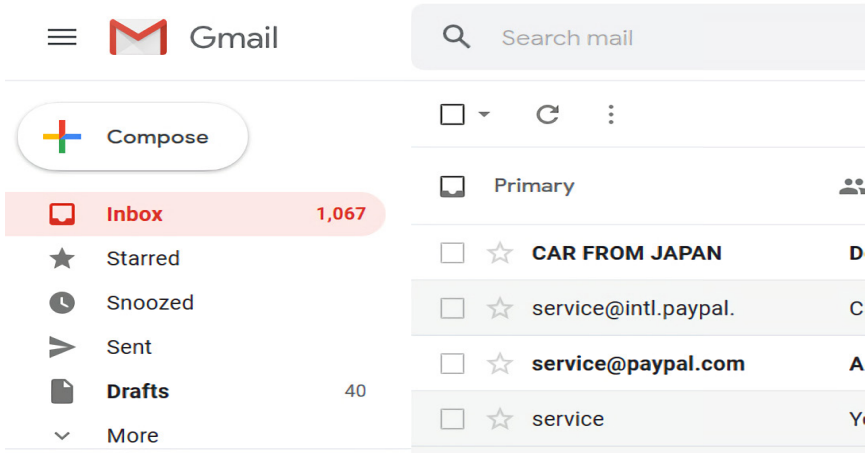 Gmail
Search mail
Compose
Inbox 1,067
Starred
Snoozed
Sent
Drafts 40
More
Primary
CAR FROM JAPAN
service@intl.paypal.
service@paypal.com
service